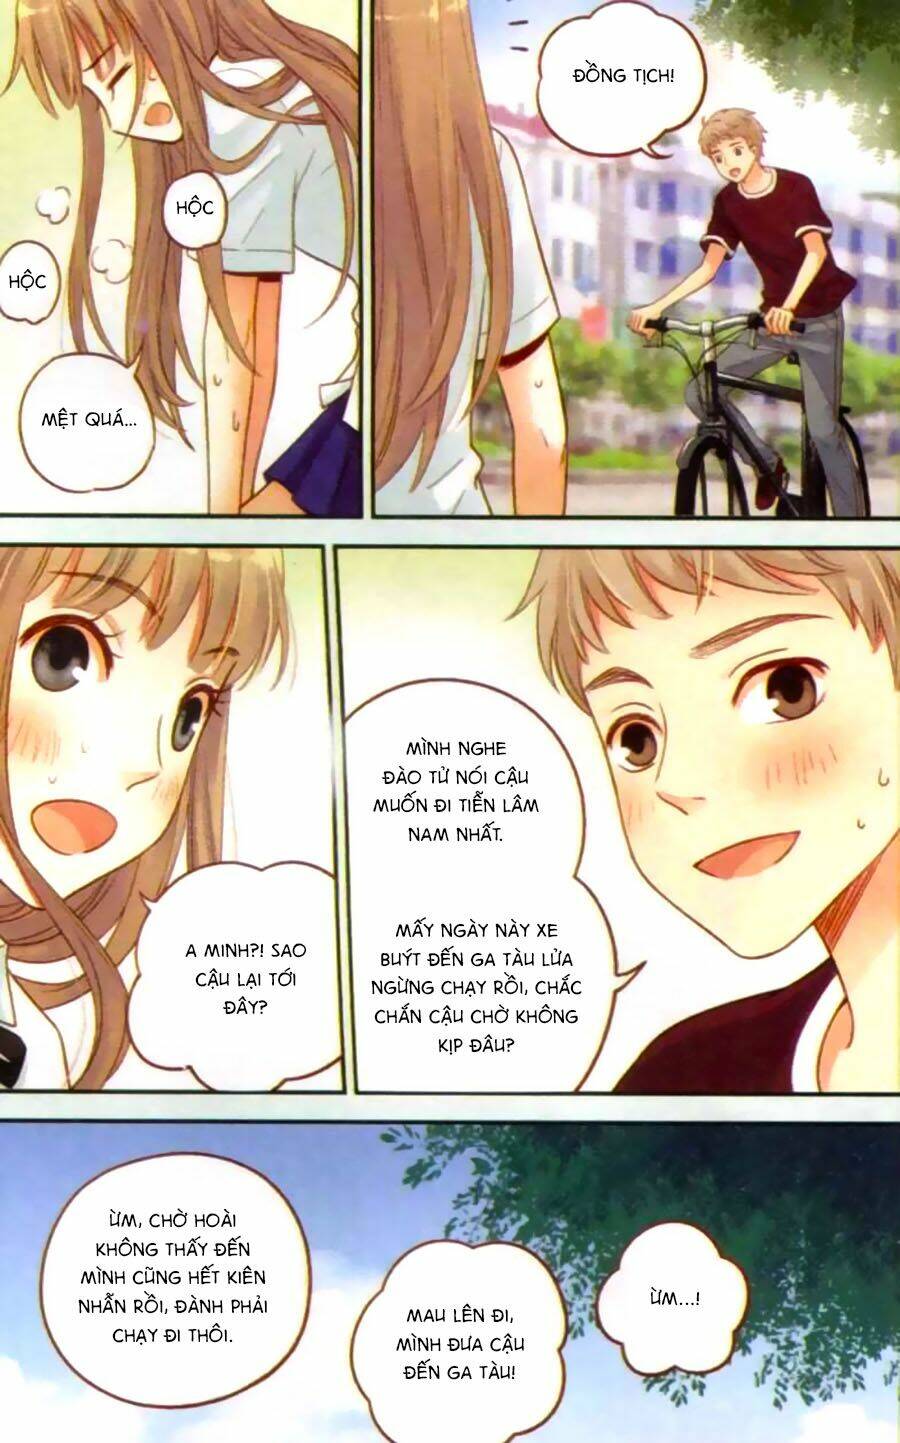 HỘC
HỘC
MỆT QUÁ...
ĐỒNG TỊCH!
A MINH?! SAO
CẬU LẠI TỚI
ĐÂY?
MÌNH NGHE
ĐÀO TỬ NÓI CẬU
MUỐN ĐI TIỄN LÂM
NAM NHẤT.
MẤY NGÀY NÀY XE
BUÝT ĐẾN GA TÀU LỬA
NGỪNG CHẠY RỒI, CHẮC
CHẮN CẬU CHỜ KHÔNG
KỊP ĐÂU?
ỪM, CHỜ HOÀI
KHÔNG THẤY ĐẾN
MÌNH CŨNG HẾT KIÊN
NHẪN RỒI, ĐÀNH PHẢI
CHẠY ĐI THÔI.
MAU LÊN ĐI,
MÌNH ĐƯA CẬU
ĐẾN GA TÀU!
ỪM...!